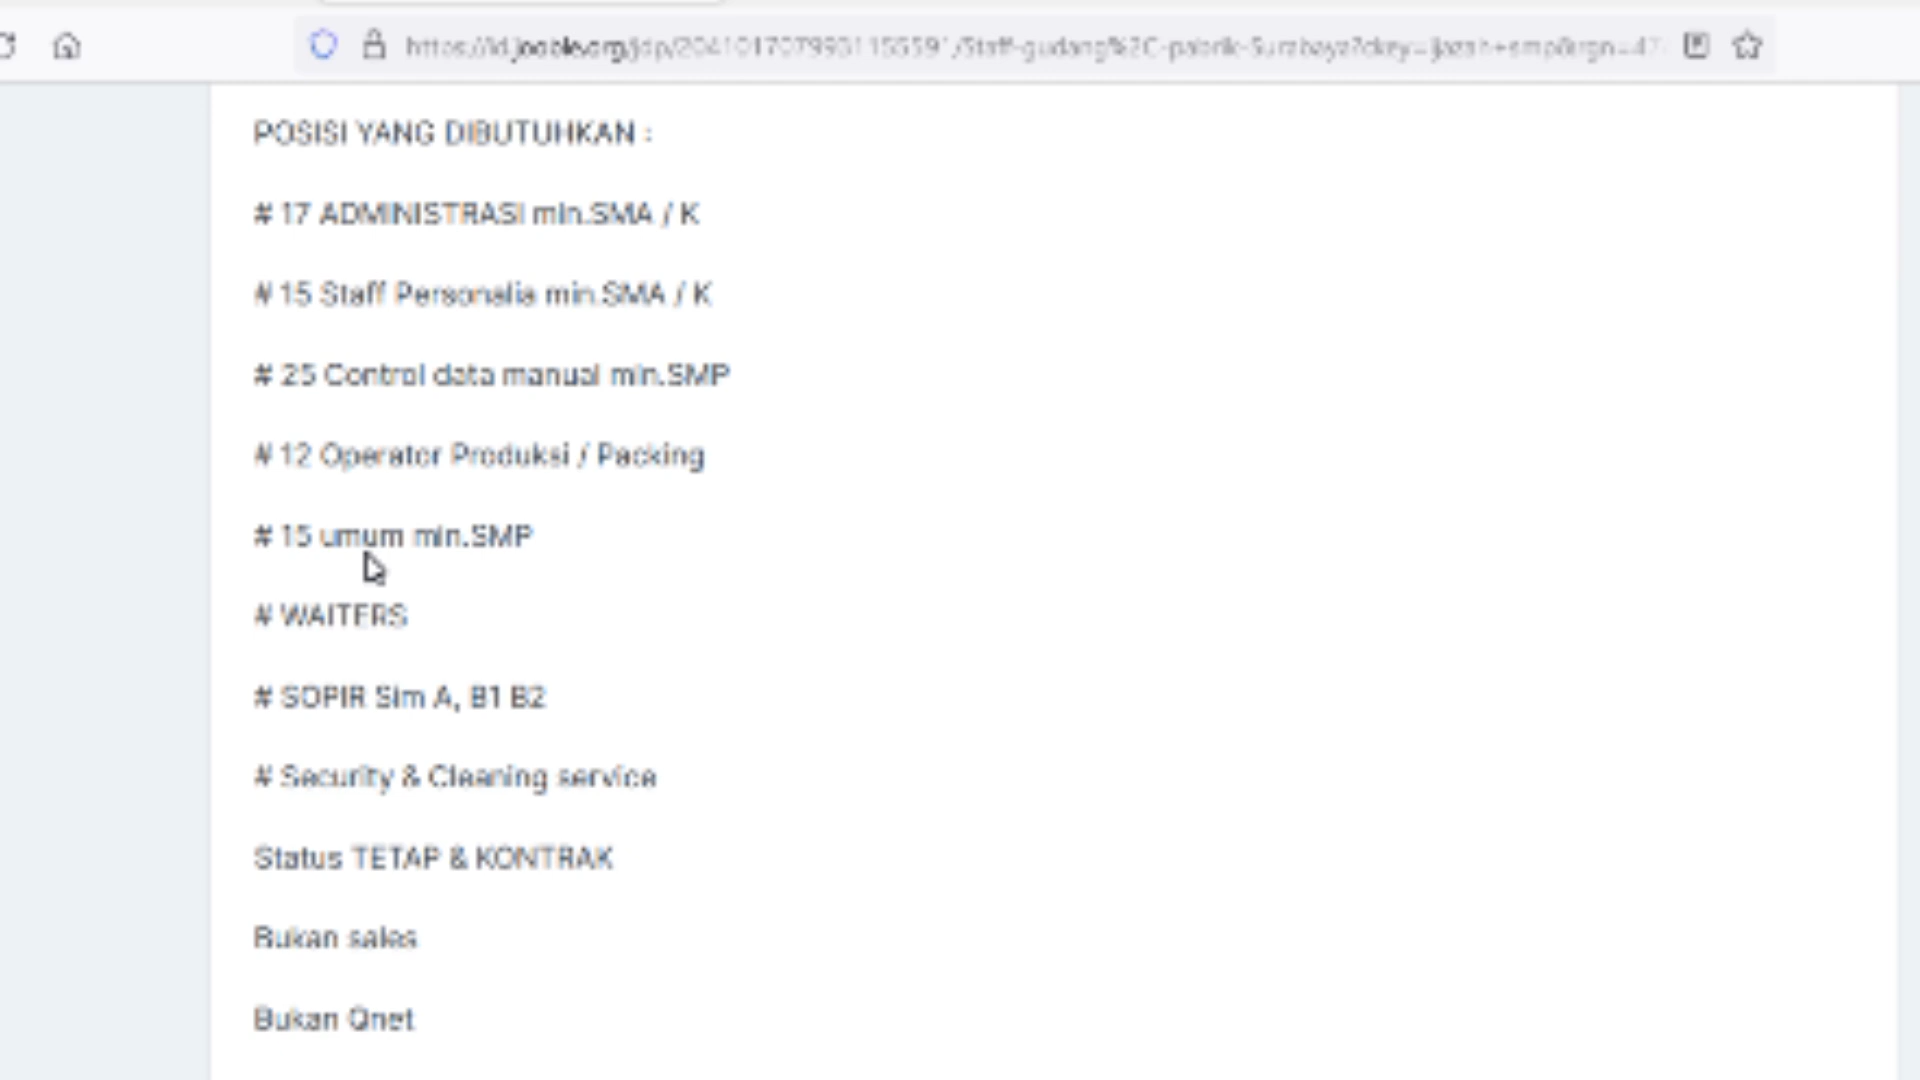 POSISI YANG DIBUTUHKAN :
# 17 ADMINISTRASI min.SMA / K
# 15 Staff Personalia min.SMA / K
# 25 Control data manual min.SMP
# 12 Operator Produksi / Packing
# 15 umum min.SMP
# WAITERS
# SOPIR Sim A, B1 B2
# Security & Cleaning service
Status TETAP & KONTRAK
Bukan sales
Bukan Qnet